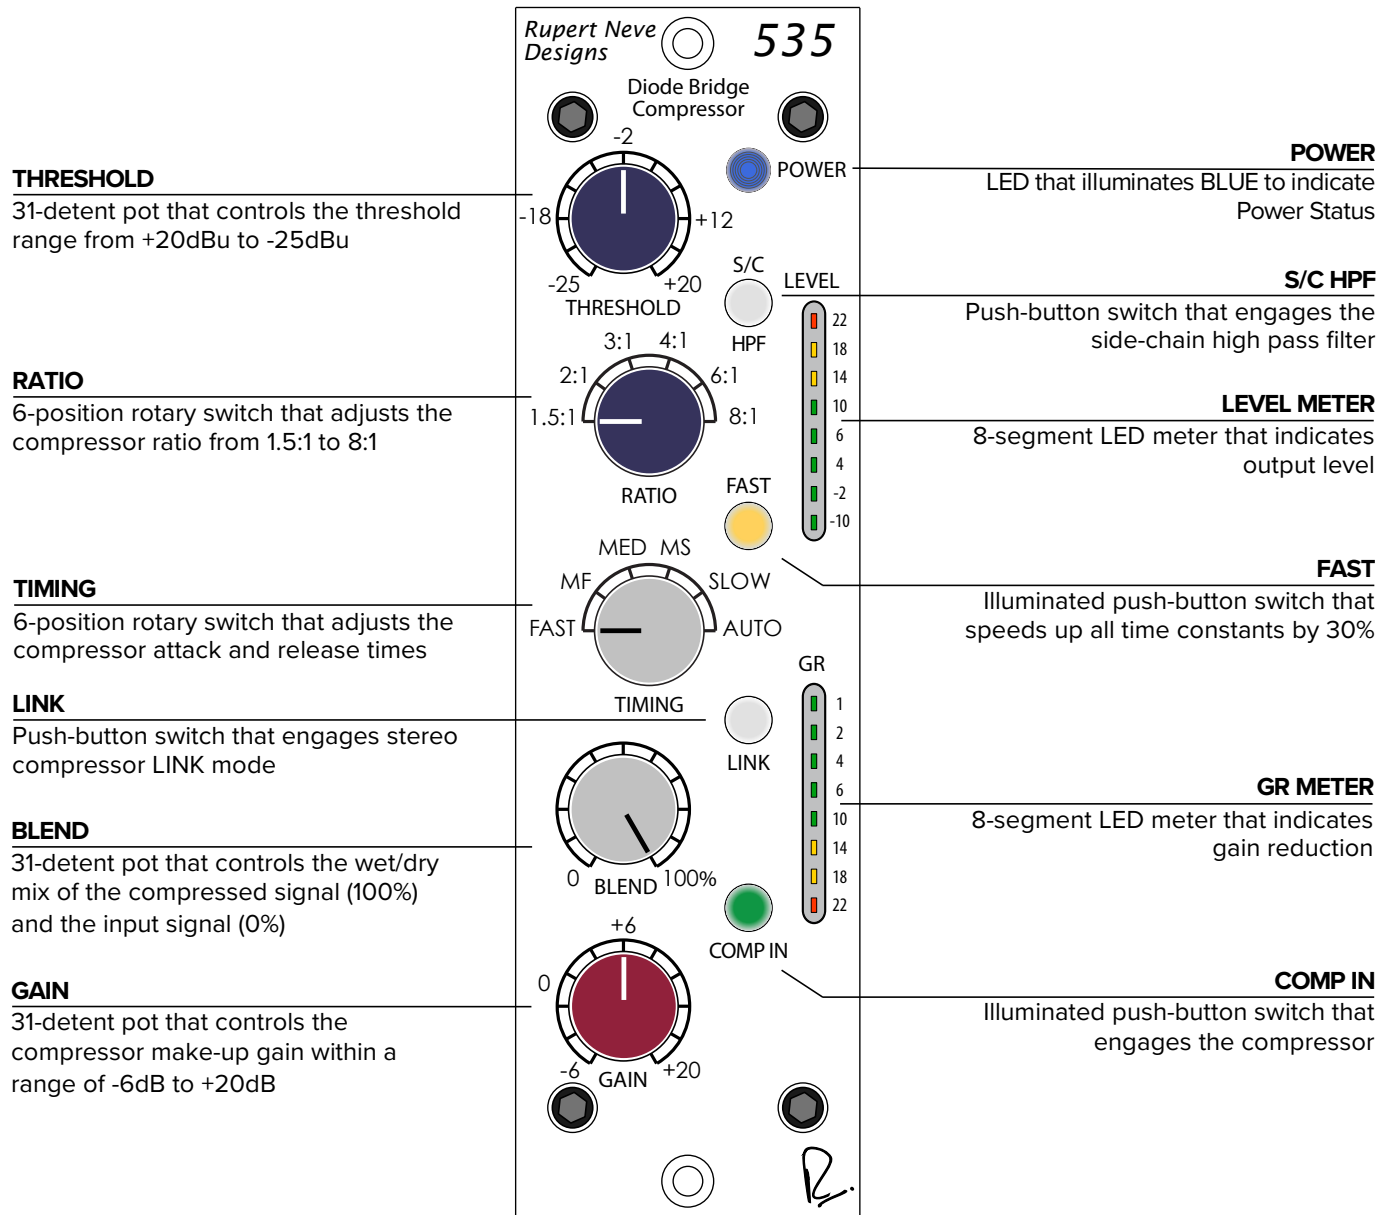 Rupert Neve
Designs
535
Diode Bridge
Compressor
THRESHOLD
31-detent pot that controls the threshold
range from +20dBu to -25dBu
RATIO
6-position rotary switch that adjusts the
compressor ratio from 1.5:1 to 8:1
TIMING
6-position rotary switch that adjusts the
compressor attack and release times
LINK
Push-button switch that engages stereo
compressor LINK mode
BLEND
31-detent pot that controls the wet/dry
mix of the compressed signal (100%)
and the input signal (0%)
GAIN
31-detent pot that controls the
compressor make-up gain within a
range of -6dB to +20dB
-2
-18
+12
-25
+20
THRESHOLD
POWER
S/C
HPF
LEVEL
22
18
14
10
6
4
-2
-10
3:1
4:1
2:1
6:1
1.5:1
8:1
RATIO
FAST
MED
MS
MF
SLOW
FAST
AUTO
TIMING
LINK
GR
1
2
4
6
10
14
18
22
0
BLEND
100%
COMP IN
+6
0
-6
GAIN
+20
POWER
LED that illuminates BLUE to indicate
Power Status
S/C HPF
Push-button switch that engages the
side-chain high pass filter
LEVEL METER
8-segment LED meter that indicates
output level
FAST
Illuminated push-button switch that
speeds up all time constants by 30%
GR METER
8-segment LED meter that indicates
gain reduction
COMP IN
Illuminated push-button switch that
engages the compressor